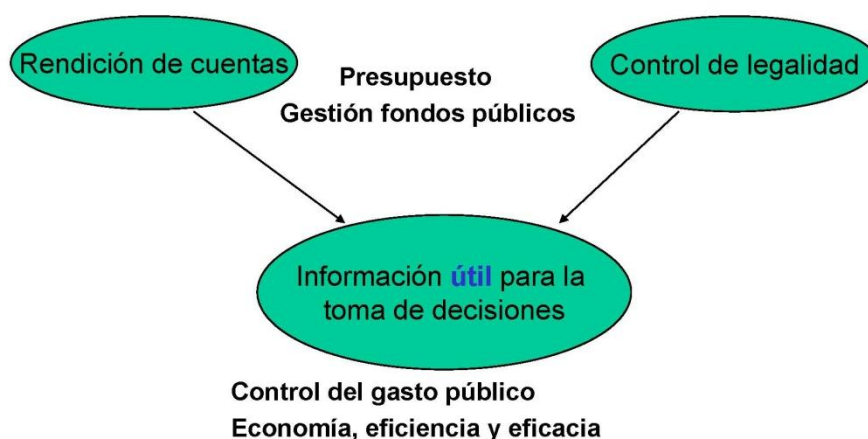 Rendición de cuentas
Control de legalidad
Presupuesto
Gestión fondos públicos
Información útil para la
toma de decisiones
Control del gasto público
Economía, eficiencia y eficacia